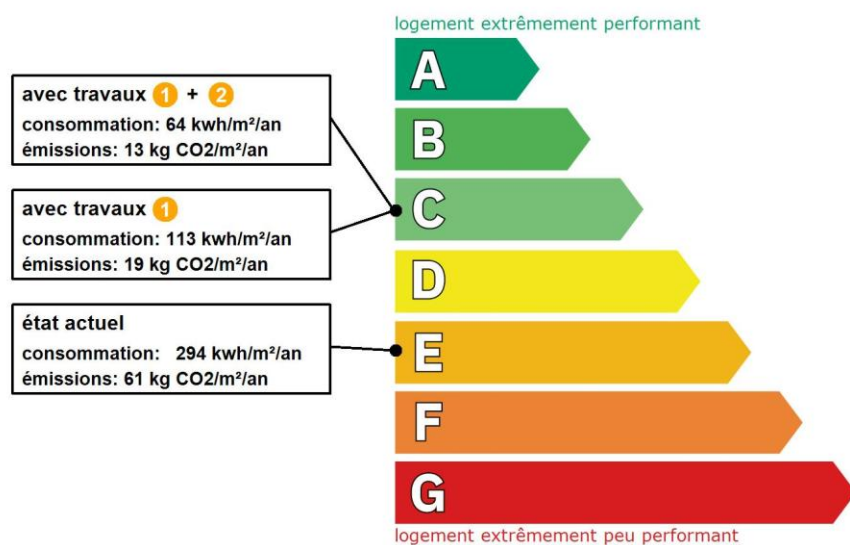 logement extrêmement performant
A
B
C
D
E
F
G
logement extrêmement peu performant
avec travaux 1 + 2
consommation: 64 kwh/m²/an
émissions: 13 kg CO2/m²/an
avec travaux 1
consommation: 113 kwh/m²/an
émissions: 19 kg CO2/m²/an
état actuel
consommation: 294 kwh/m²/an
émissions: 61 kg CO2/m²/an